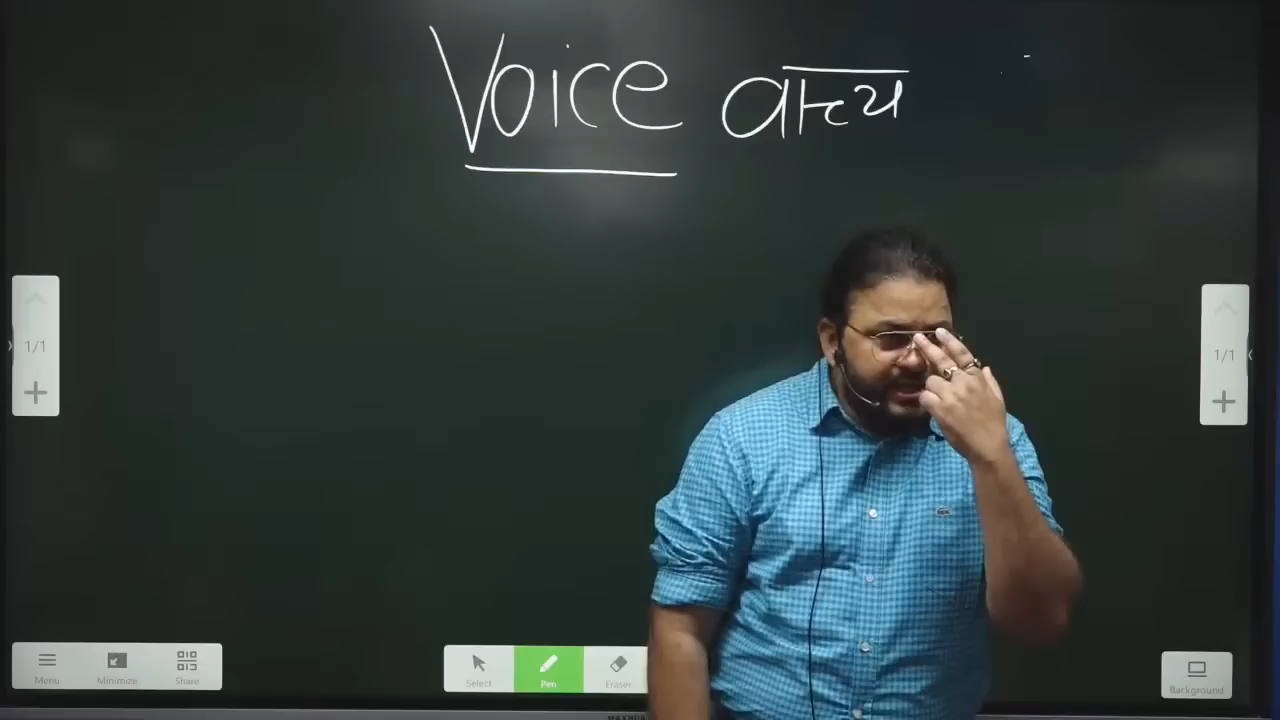 Voice वाच्य
1/1
1/1
Menu
Minimize
Share
Select
Pen
Eraser
Background